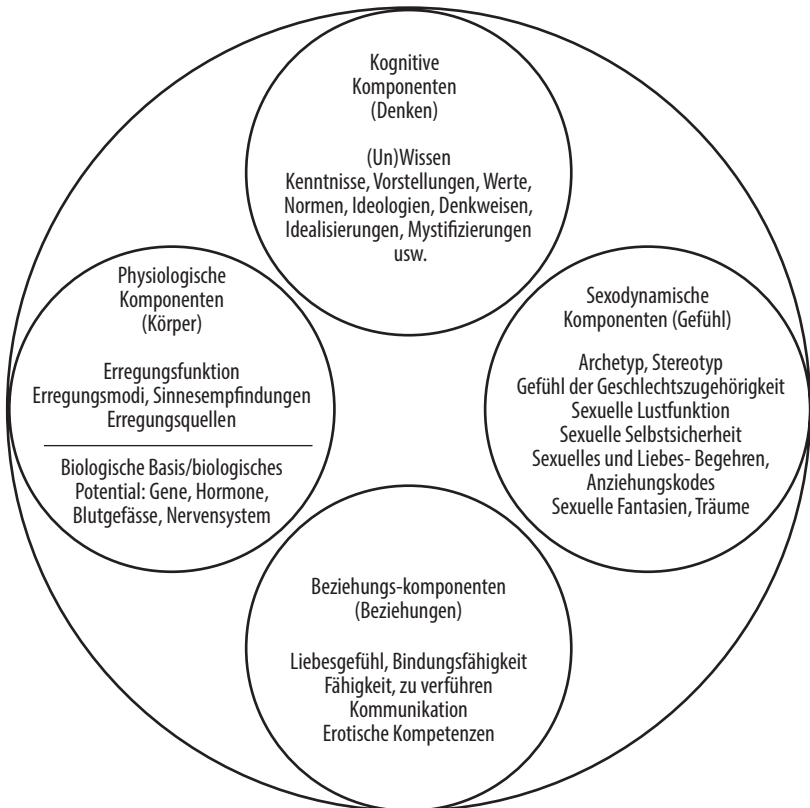 Kognitive
Komponenten
(Denken)
(Un)Wissen
Kenntnisse, Vorstellungen, Werte,
Normen, Ideologien, Denkweisen,
Idealisierungen, Mystifizierungen
usw.
Physiologische
Komponenten
(Körper)
Erregungsfunktion
Erregungsmodi, Sinnesempfindungen
Erregungsquellen
Biologische Basis/biologisches
Potential: Gene, Hormone,
Blutgefässe, Nervensystem
Sexodynamische
Komponenten (Gefühl)
Archetyp, Stereotyp
Gefühl der Geschlechtszugehörigkeit
Sexuelle Lustfunktion
Sexuelle Selbstsicherheit
Sexuelles und Liebes- Begehren,
Anziehungskodes
Sexuelle Fantasien, Träume
Beziehungs-komponenten
(Beziehungen)
Liebesgefühl, Bindungsfähigkeit
Fähigkeit, zu verführen
Kommunikation
Erotische Kompetenzen